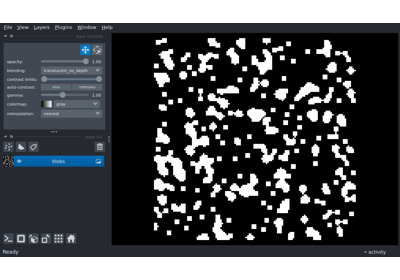 File View Layers Plugins Window Help
opacity: 1.00
blending: translucent_no_depth
contrast limits:
auto-contrast: once continuous
gamma: 1.00
colormap: gray
interpolation: nearest
blobs
Ready
activity